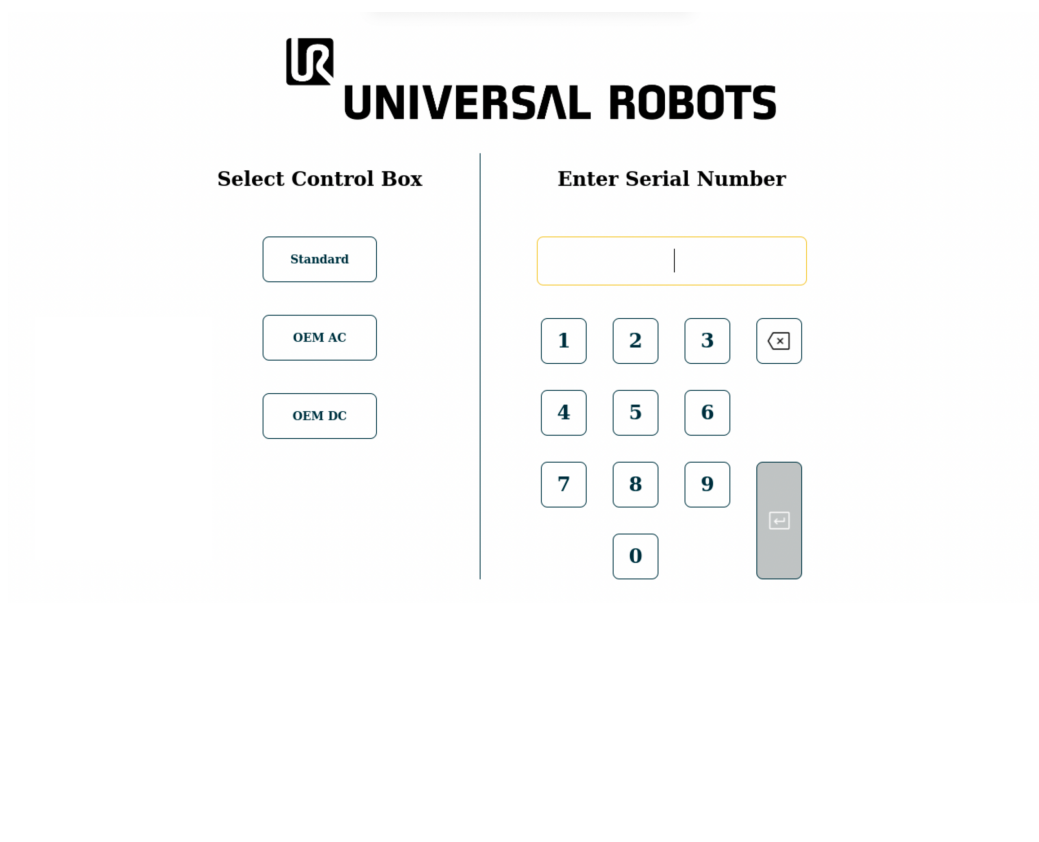 UR
UNIVERSAL ROBOTS
Select Control Box
Standard
OEM AC
OEM DC
Enter Serial Number
1 2 3
4 5 6
7 8 9
0